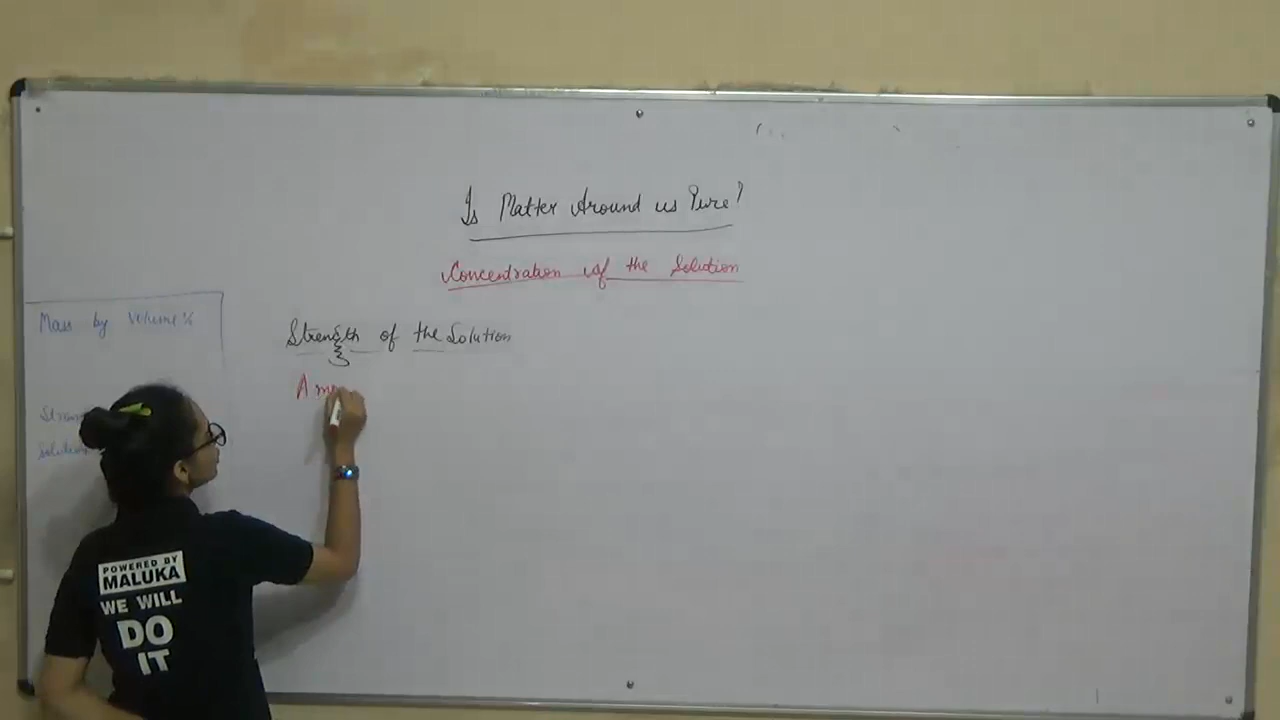 Is Matter Around us Pure?
Concentration of the Solution
Mass by Volume %
Strength of the Solution
A
solution
POWERED BY
MALUKA
WE WILL
DO
IT